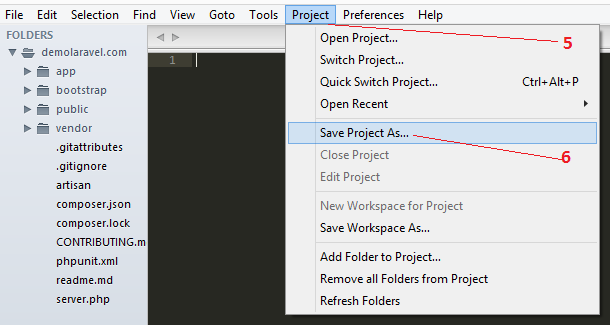 File Edit Selection Find View Goto Tools Project Preferences Help
FOLDERS
demolaravel.com
app
bootstrap
public
vendor
.gitattributes
.gitignore
artisan
composer.json
composer.lock
CONTRIBUTING.m
phpunit.xml
readme.md
server.php
1
Open Project...
5
Switch Project...
Quick Switch Project... Ctrl+Alt+P
Open Recent
Save Project As...
6
Close Project
Edit Project
New Workspace for Project
Save Workspace As...
Add Folder to Project...
Remove all Folders from Project
Refresh Folders